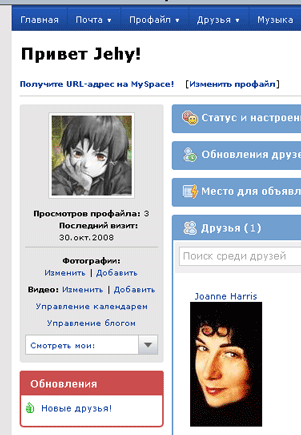 Главная Почта Профайл Друзья Музыка
Привет Jehy!
Получите URL-адрес на MySpace! [Изменить профайл]
Просмотров профайла: 3
Последний визит:
30.окт.2008
Фотографии:
Изменить | Добавить
Видео: Изменить | Добавить
Управление календарем
Управление блогом
Смотреть мои:
Обновления
Новые друзья!
Статус и настроен
Обновления друзе
Место для объявл
Друзья (1)
Поиск среди друзей
Joanne Harris